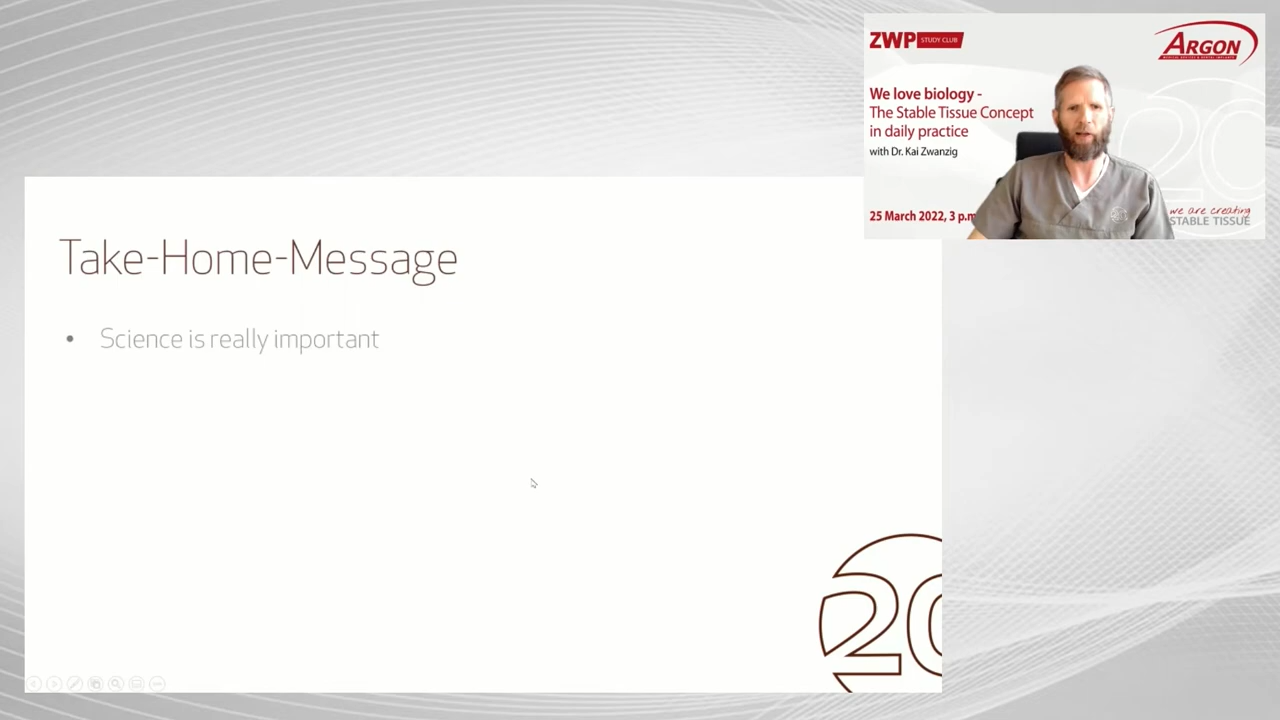 ZWP STUDY CLUB
ARGON
We love biology -
The Stable Tissue Concept
in daily practice
with Dr. Kai Zwanzig
25 March 2022, 3 p.m
we are creating
STABLE TISSUE
20
Take-Home-Message
• Science is really important
20